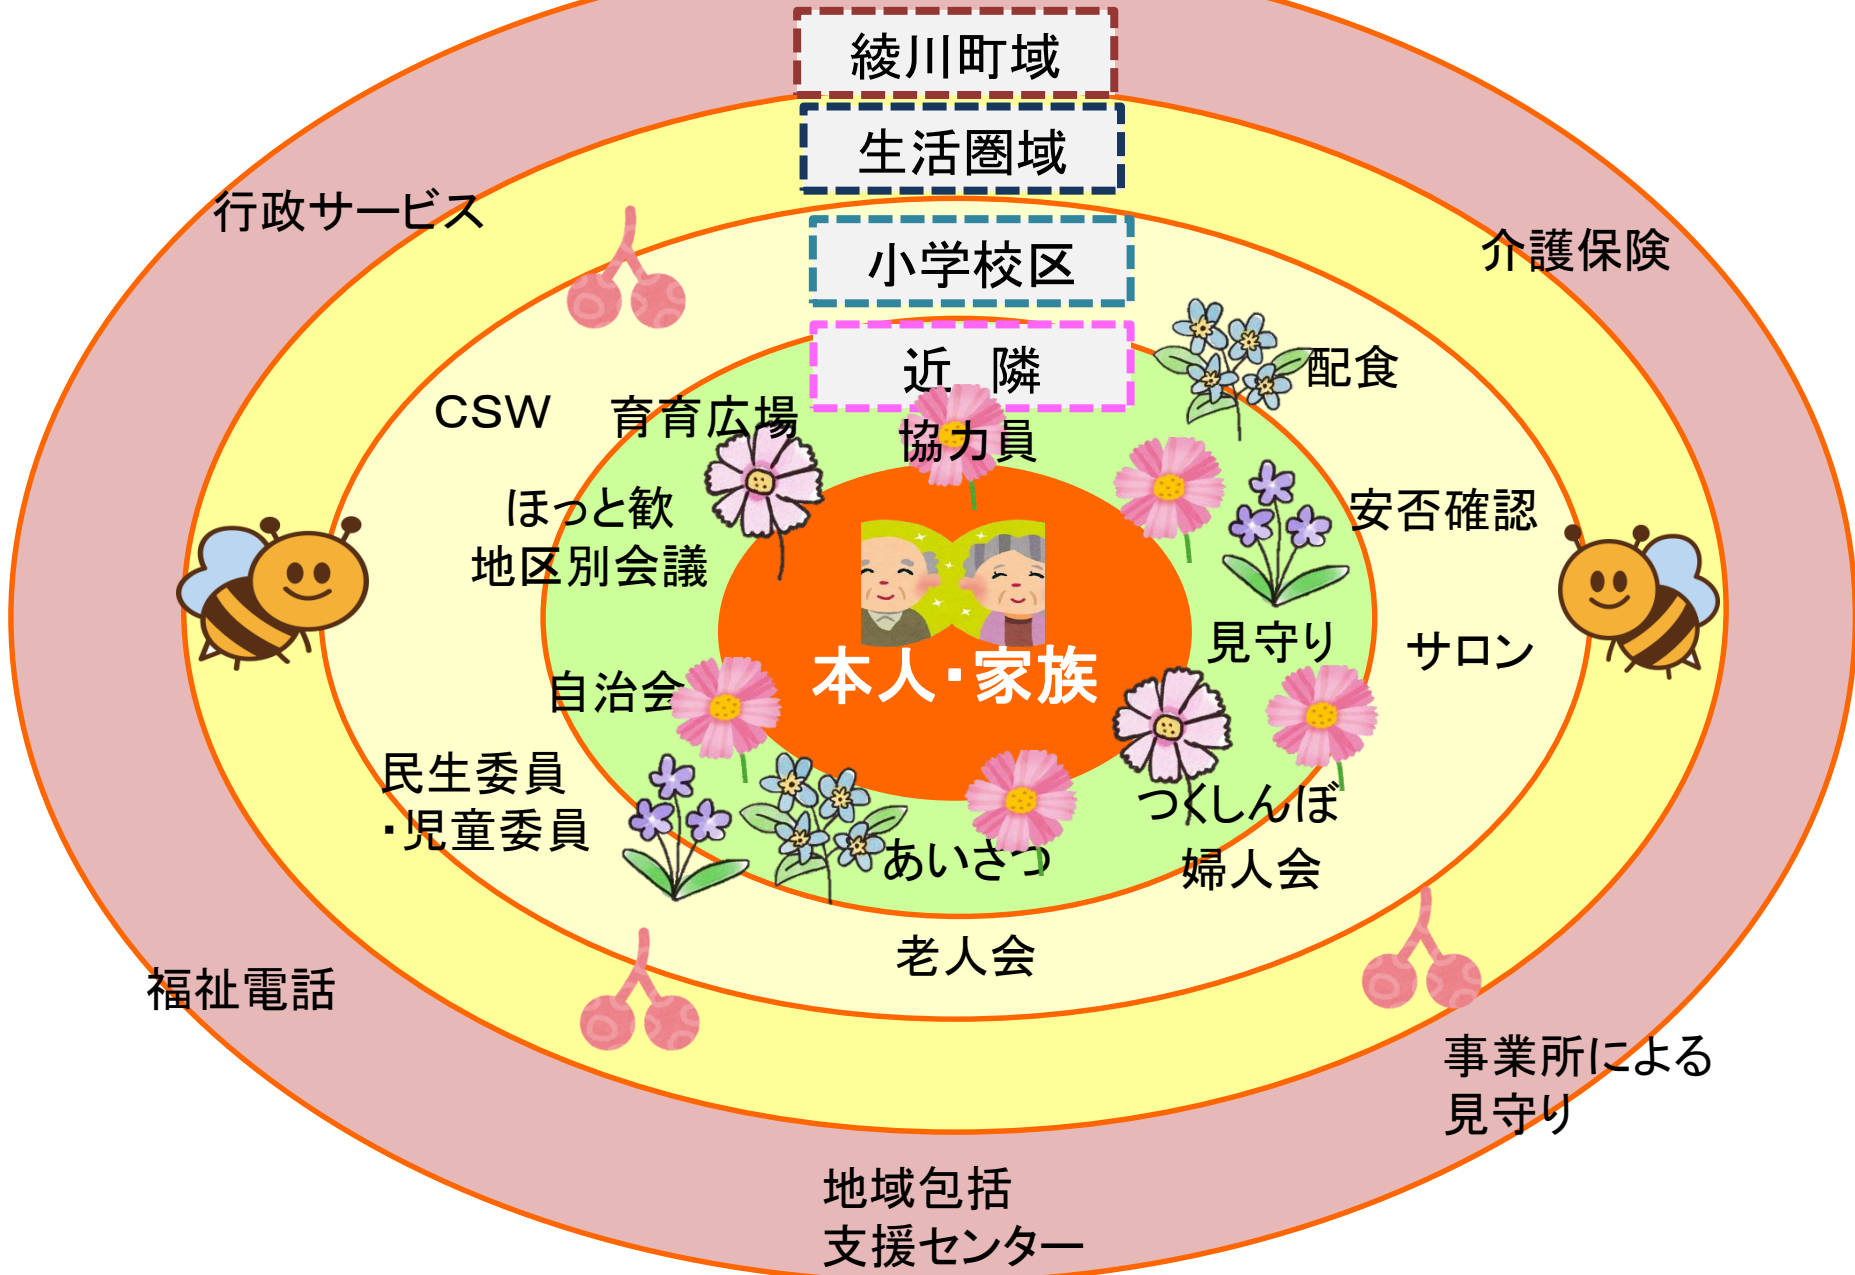 綾川町域
生活圏域
行政サービス
介護保険
小学校区
近　隣
配食
CSW
育育広場
協力員
ほっと歓
地区別会議
安否確認
見守り
サロン
本人・家族
自治会
民生委員
・児童委員
つくしんぼ
あいさつ
婦人会
老人会
福祉電話
事業所による
見守り
地域包括
支援センター